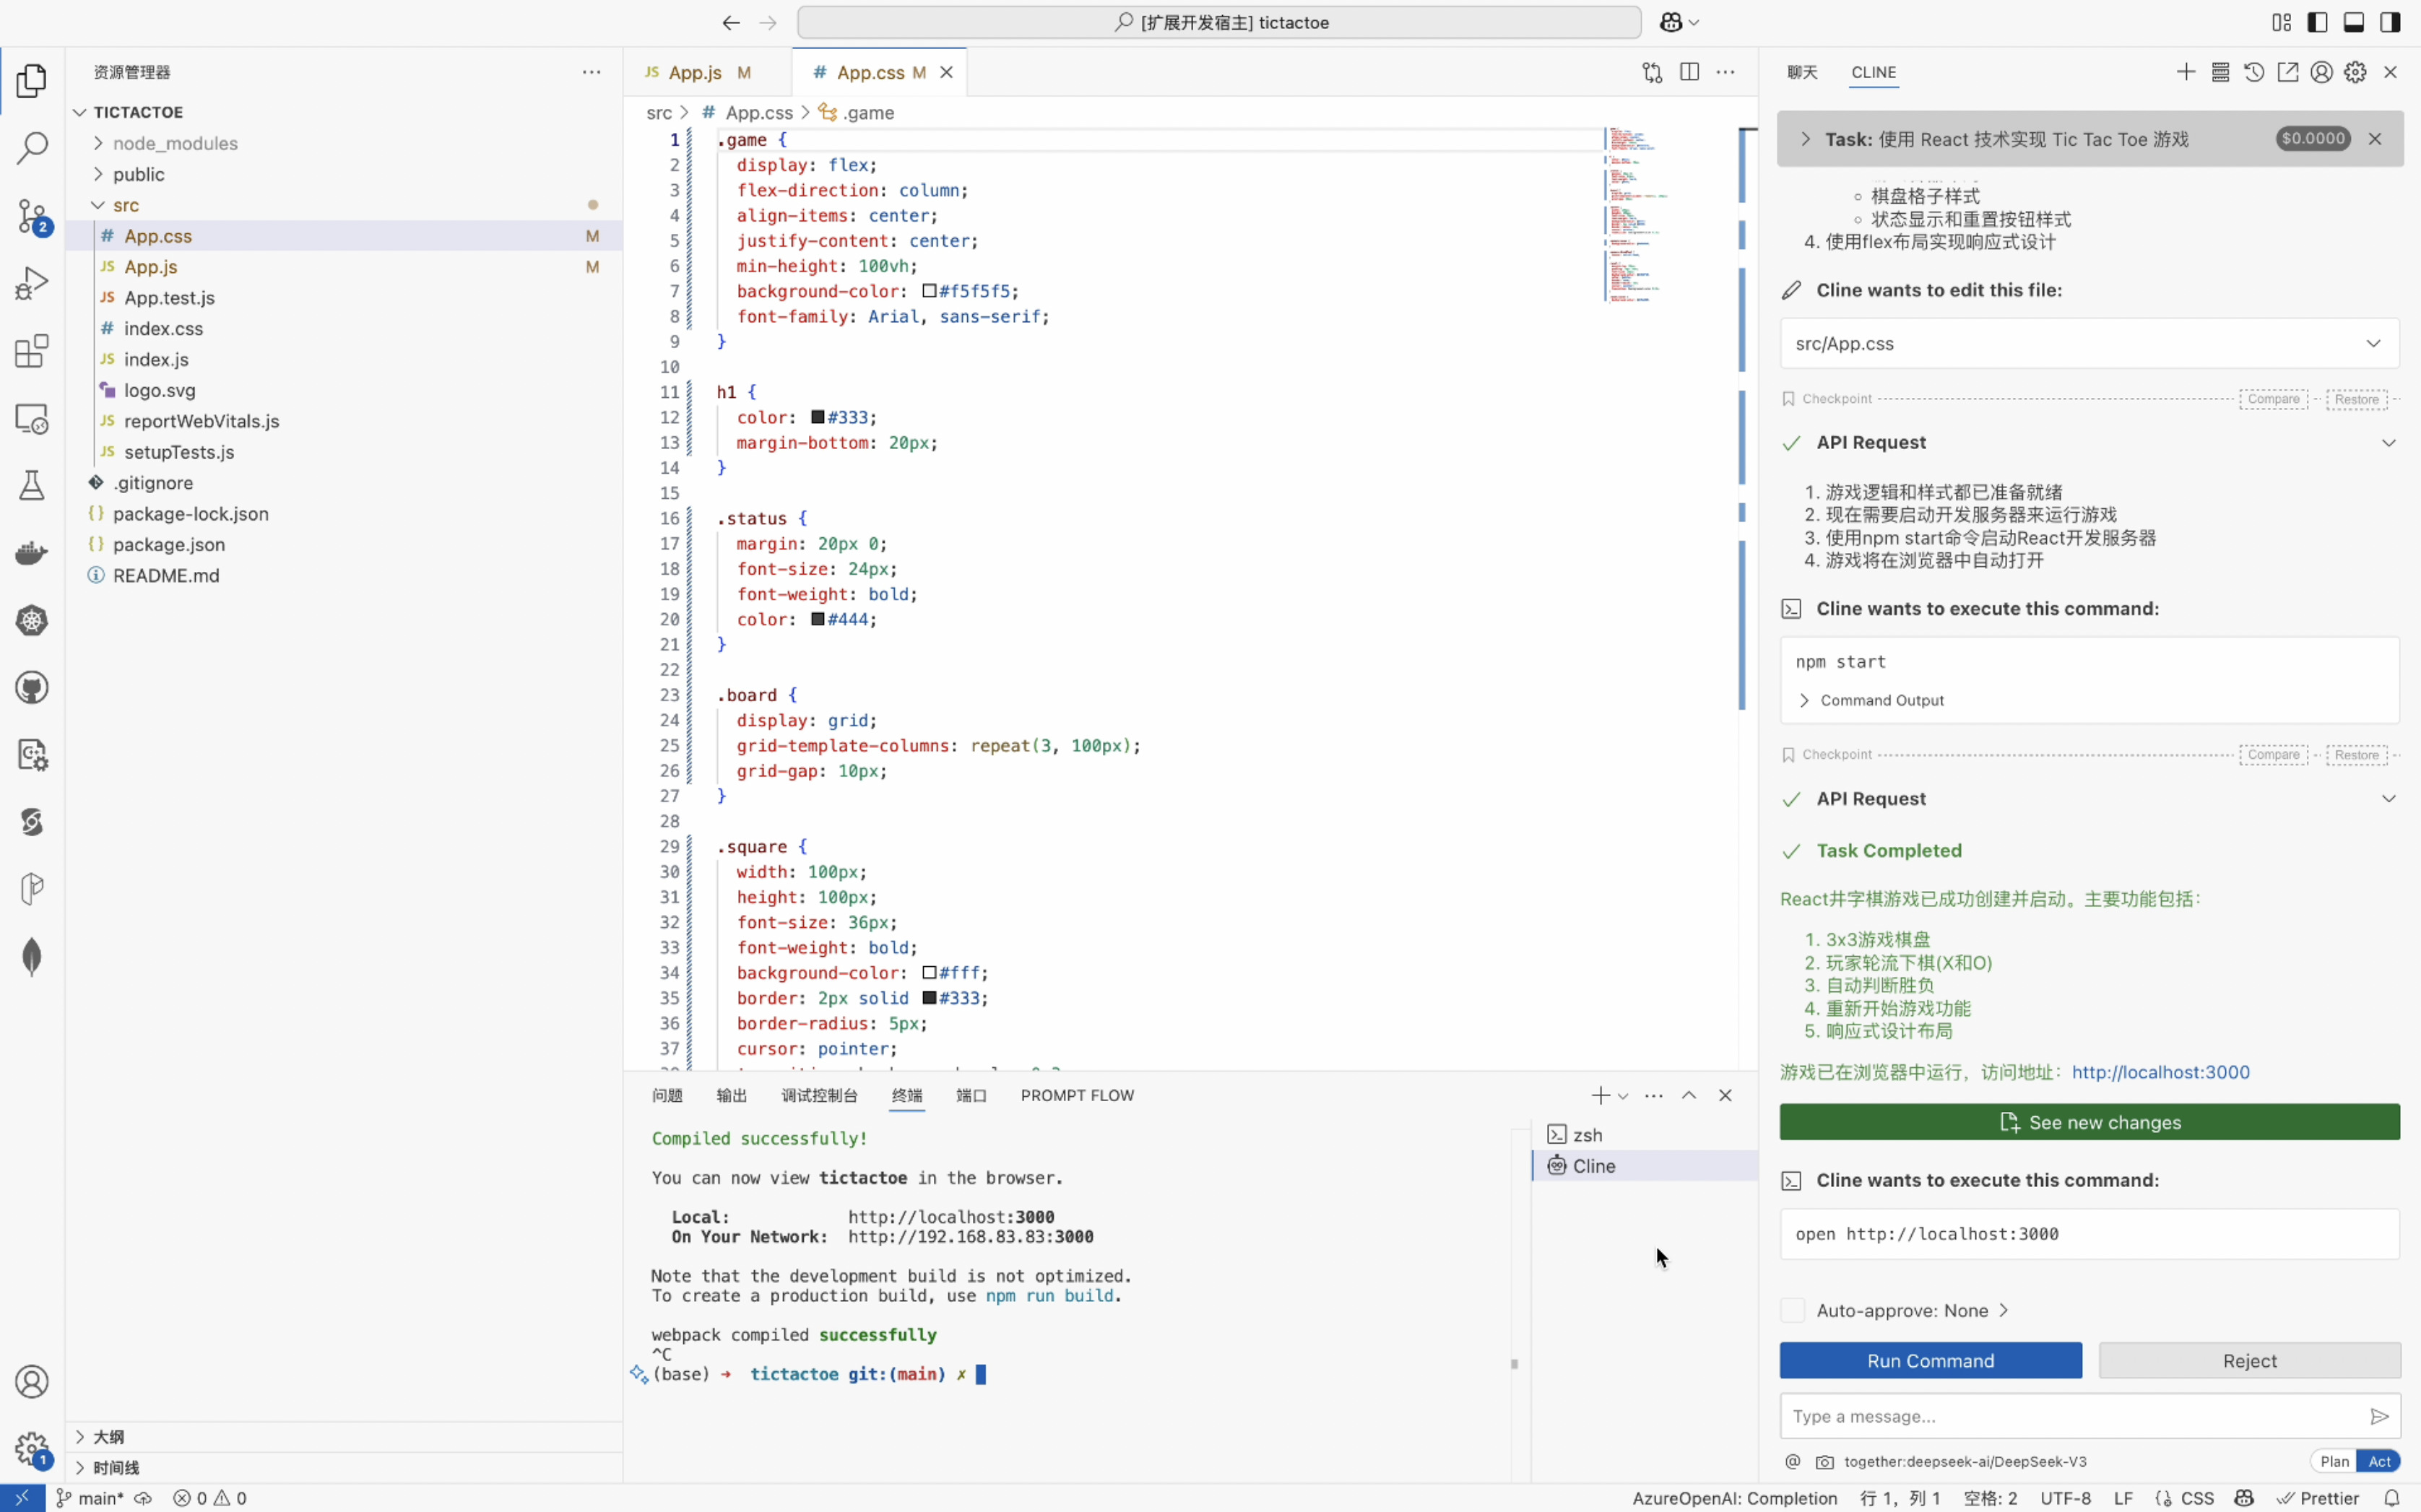 [扩展开发宿主] tictactoe
资源管理器
TICTACTOE
node_modules
public
src
# App.css M
JS App.js M
JS App.test.js
# index.css
JS index.js
logo.svg
JS reportWebVitals.js
JS setupTests.js
.gitignore
{} package-lock.json
{} package.json
README.md
大纲
时间线
2
1
JS App.js M
# App.css M
src > # App.css > .game
1 .game {
2 display: flex;
3 flex-direction: column;
4 align-items: center;
5 justify-content: center;
6 min-height: 100vh;
7 background-color: #f5f5f5;
8 font-family: Arial, sans-serif;
9 }
10
11 h1 {
12 color: #333;
13 margin-bottom: 20px;
14 }
15
16 .status {
17 margin: 20px 0;
18 font-size: 24px;
19 font-weight: bold;
20 color: #444;
21 }
22
23 .board {
24 display: grid;
25 grid-template-columns: repeat(3, 100px);
26 grid-gap: 10px;
27 }
28
29 .square {
30 width: 100px;
31 height: 100px;
32 font-size: 36px;
33 font-weight: bold;
34 background-color: #fff;
35 border: 2px solid #333;
36 border-radius: 5px;
37 cursor: pointer;
问题 输出 调试控制台 终端 端口 PROMPT FLOW
Compiled successfully!
You can now view tictactoe in the browser.
Local: http://localhost:3000
On Your Network: http://192.168.83.83:3000
Note that the development build is not optimized.
To create a production build, use npm run build.
webpack compiled successfully
^C
(base) → tictactoe git:(main) ✗
zsh
Cline
聊天 CLINE
Task: 使用 React 技术实现 Tic Tac Toe 游戏 $0.0000
棋盘格子样式
状态显示和重置按钮样式
4. 使用flex布局实现响应式设计
Cline wants to edit this file:
src/App.css
Checkpoint Compare Restore
API Request
1. 游戏逻辑和样式都已准备就绪
2. 现在需要启动开发服务器来运行游戏
3. 使用npm start命令启动React开发服务器
4. 游戏将在浏览器中自动打开
Cline wants to execute this command:
npm start
Command Output
Checkpoint Compare Restore
API Request
Task Completed
React井字棋游戏已成功创建并启动。主要功能包括：
1. 3x3游戏棋盘
2. 玩家轮流下棋(X和O)
3. 自动判断胜负
4. 重新开始游戏功能
5. 响应式设计布局
游戏已在浏览器中运行，访问地址：http://localhost:3000
See new changes
Cline wants to execute this command:
open http://localhost:3000
Auto-approve: None
Run Command Reject
Type a message...
@ together:deepseek-ai/DeepSeek-V3 Plan Act
main* 0 0 AzureOpenAI: Completion 行 1，列 1 空格: 2 UTF-8 LF {} CSS Prettier